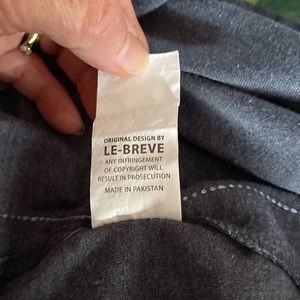 ORIGINAL DESIGN BY
LE-BREVE
ANY INFRINGEMENT
OF COPYRIGHT WILL
RESULT IN PROSECUTION
MADE IN PAKISTAN